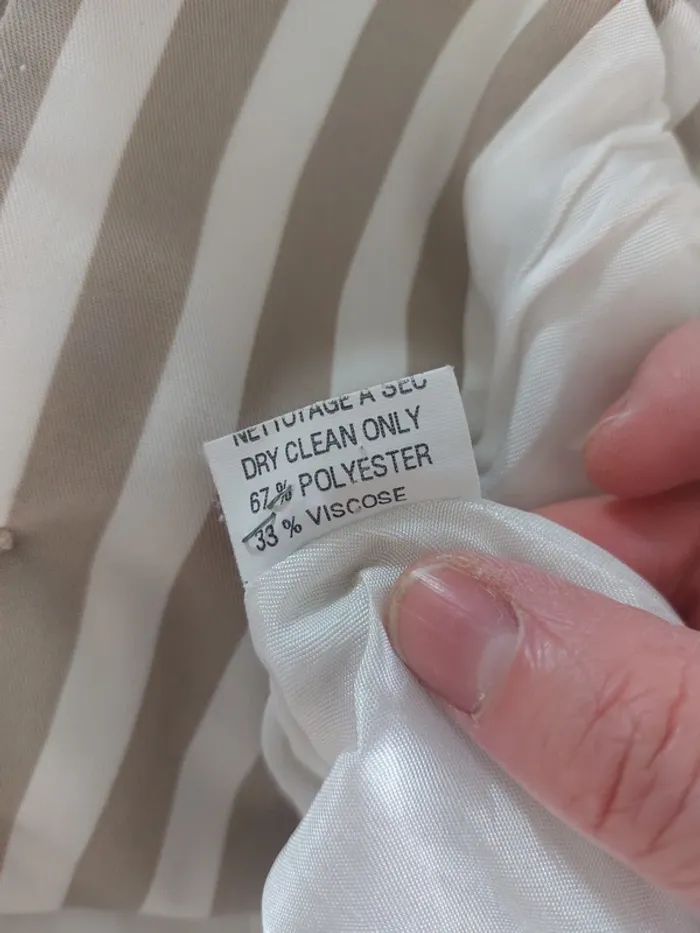 NETTOYAGE A SEC
DRY CLEAN ONLY
67 % POLYESTER
33 % VISCOSE